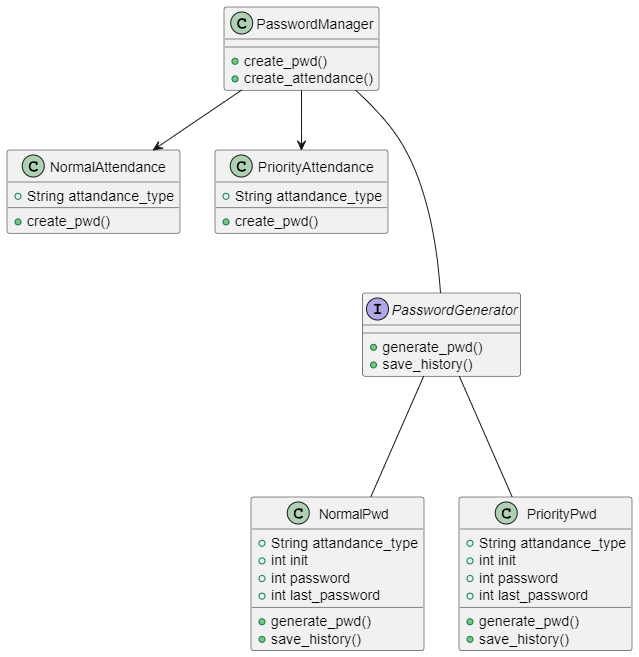 C PasswordManager
create_pwd()
create_attendance()
C NormalAttendance
String attandance_type
create_pwd()
C PriorityAttendance
String attandance_type
create_pwd()
I PasswordGenerator
generate_pwd()
save_history()
C NormalPwd
String attandance_type
int init
int password
int last_password
generate_pwd()
save_history()
C PriorityPwd
String attandance_type
int init
int password
int last_password
generate_pwd()
save_history()